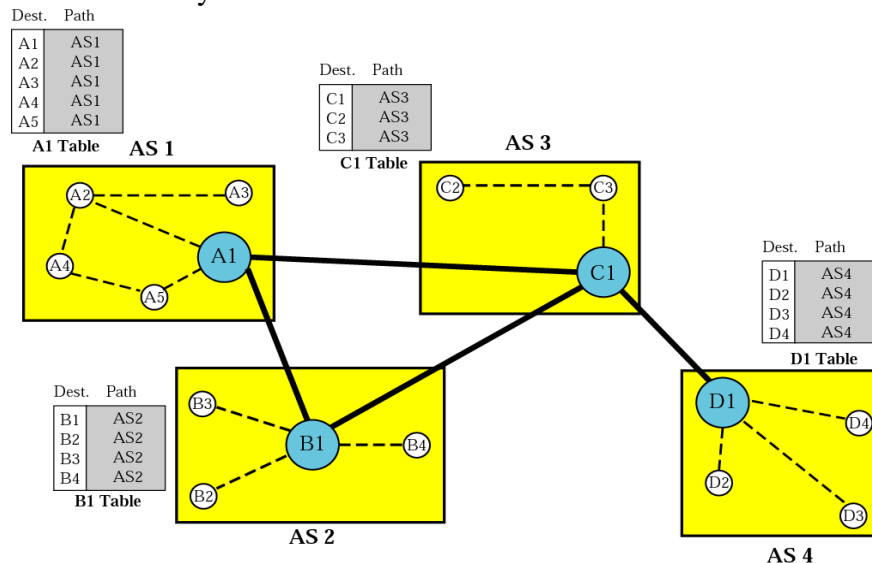 y
Dest. Path
A1 AS1
A2 AS1
A3 AS1
A4 AS1
A5 AS1
A1 Table
AS 1
Dest. Path
C1 AS3
C2 AS3
C3 AS3
C1 Table
AS 3
A2
A3
A1
A4
A5
C2
C3
C1
Dest. Path
D1 AS4
D2 AS4
D3 AS4
D4 AS4
D1 Table
Dest. Path
B1 AS2
B2 AS2
B3 AS2
B4 AS2
B1 Table
B3
B1
B4
B2
AS 2
D1
D4
D2
D3
AS 4